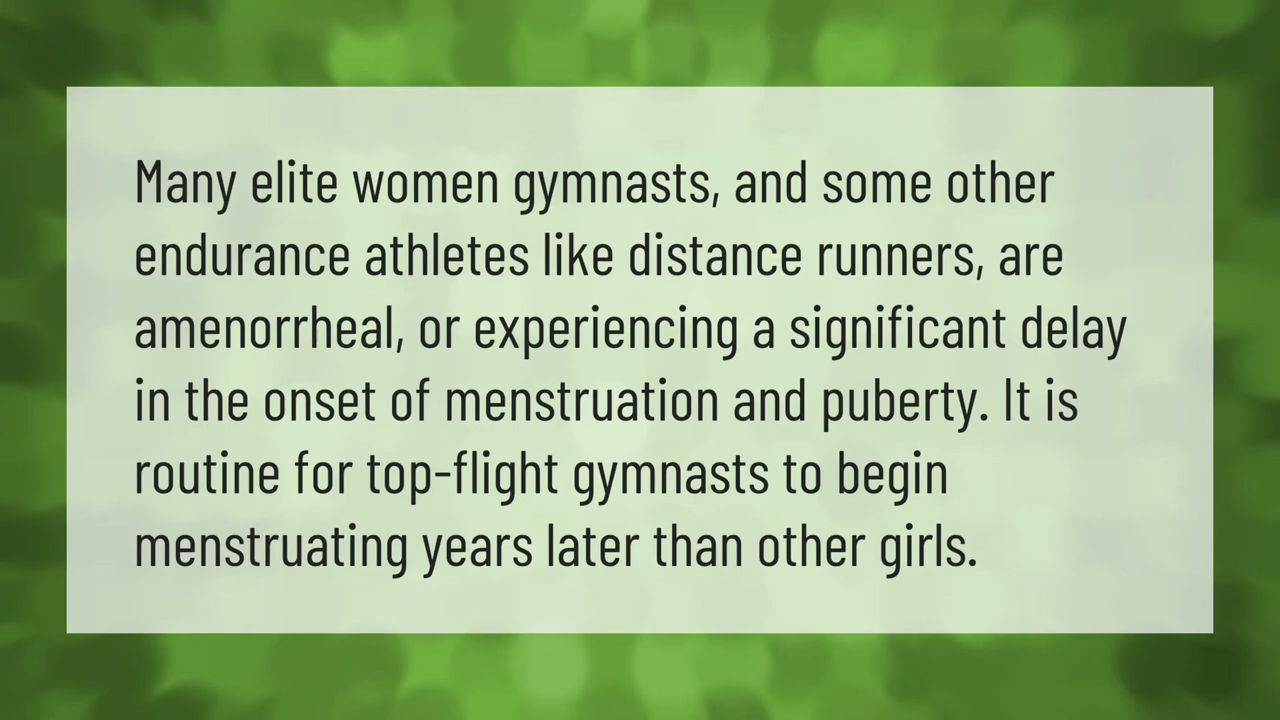 Many elite women gymnasts, and some other
endurance athletes like distance runners, are
amenorrheal, or experiencing a significant delay
in the onset of menstruation and puberty. It is
routine for top-flight gymnasts to begin
menstruating years later than other girls.